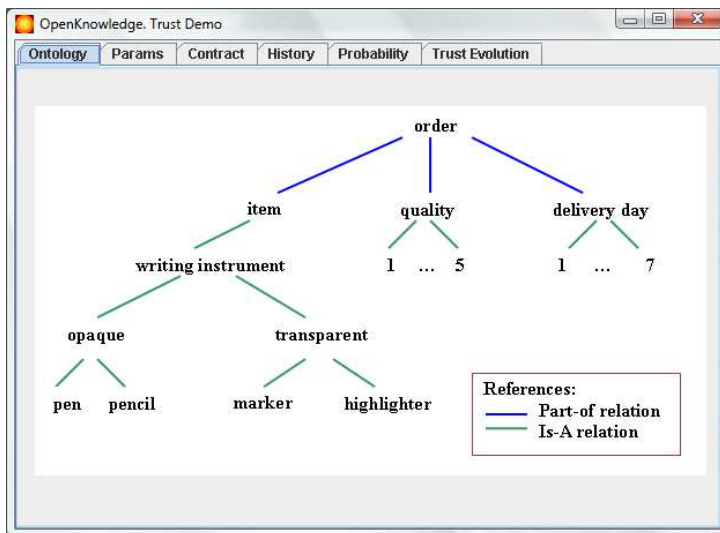 OpenKnowledge. Trust Demo
Ontology Params Contract History Probability Trust Evolution
order
item quality delivery day
writing instrument 1 ... 5 1 ... 7
opaque transparent
pen pencil marker highlighter
References:
Part-of relation
Is-A relation